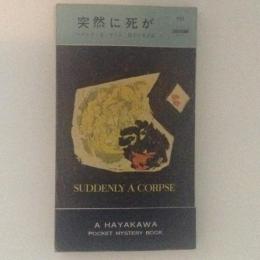 突然に死が
SUDDENLY A CORPSE
A HAYAKAWA
POCKET MYSTERY BOOK